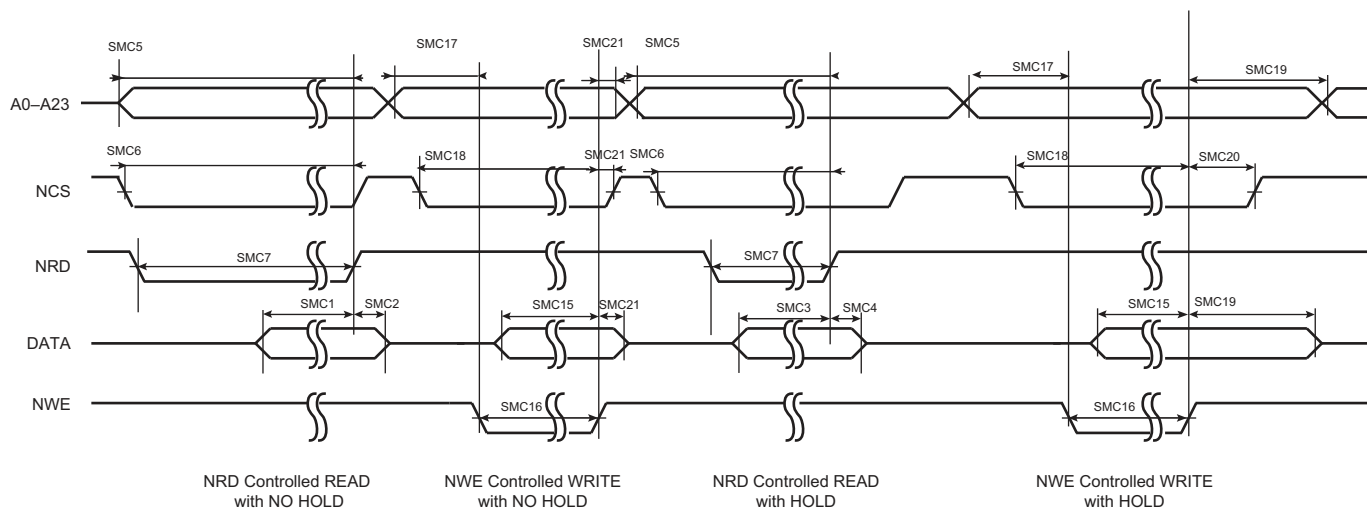 SMC5
SMC17
SMC21
SMC5
SMC17
SMC19
A0–A23
SMC6
SMC18
SMC21
SMC6
SMC18
SMC20
NCS
SMC7
SMC7
NRD
SMC1
SMC2
SMC15
SMC21
SMC3
SMC4
SMC15
SMC19
DATA
NWE
SMC16
SMC16
NRD Controlled READ
with NO HOLD
NWE Controlled WRITE
with NO HOLD
NRD Controlled READ
with HOLD
NWE Controlled WRITE
with HOLD